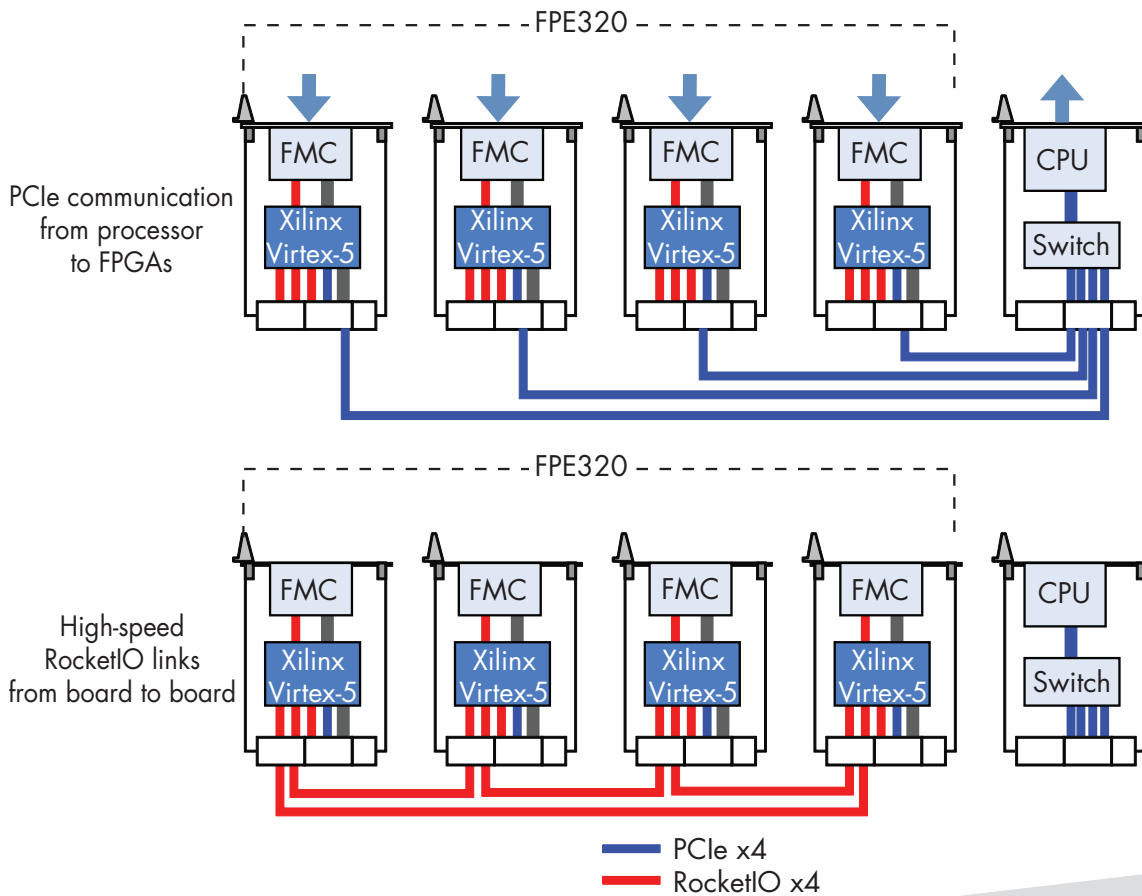 FPE320
FMC
FMC
FMC
FMC
CPU
PCIe communication
from processor
to FPGAs
Xilinx
Virtex-5
Xilinx
Virtex-5
Xilinx
Virtex-5
Xilinx
Virtex-5
Switch
FPE320
FMC
FMC
FMC
FMC
CPU
High-speed
RocketIO links
from board to board
Xilinx
Virtex-5
Xilinx
Virtex-5
Xilinx
Virtex-5
Xilinx
Virtex-5
Switch
PCIe x4
RocketIO x4